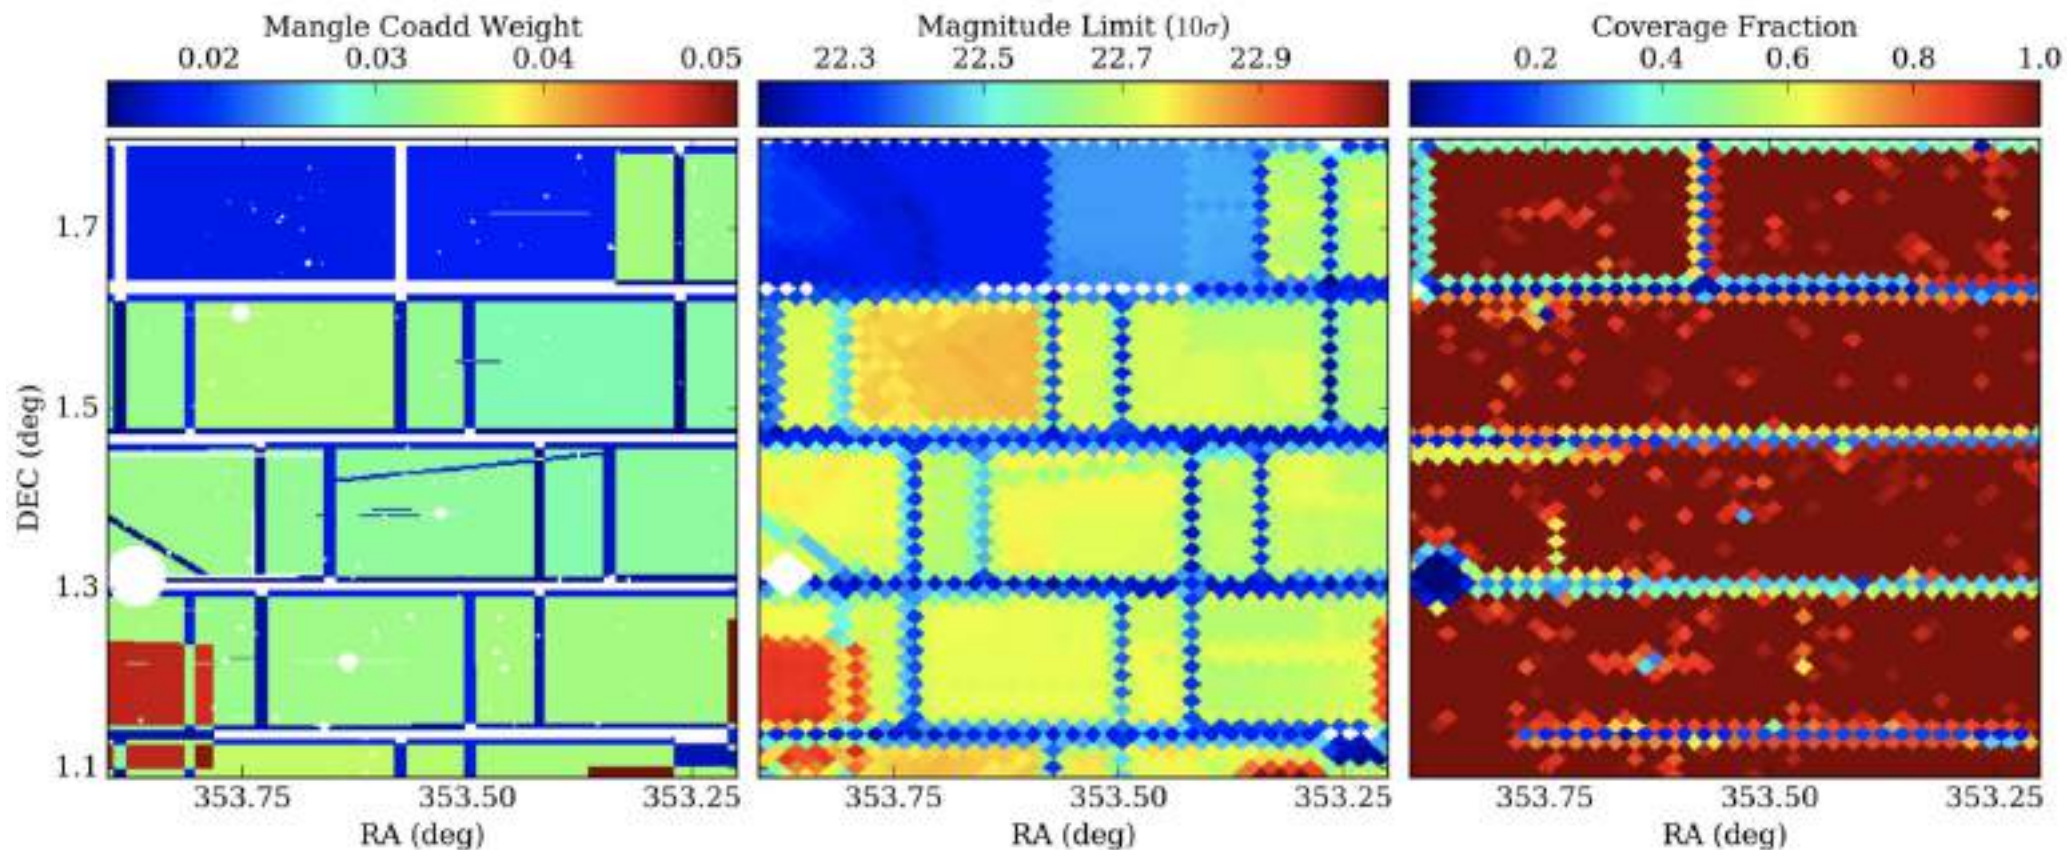 Mangle Coadd Weight
0.02 0.03 0.04 0.05
Magnitude Limit (10σ)
22.3 22.5 22.7 22.9
Coverage Fraction
0.2 0.4 0.6 0.8 1.0
DEC (deg)
1.7
1.5
1.3
1.1
353.75 353.50 353.25
RA (deg)
353.75 353.50 353.25
RA (deg)
353.75 353.50 353.25
RA (deg)